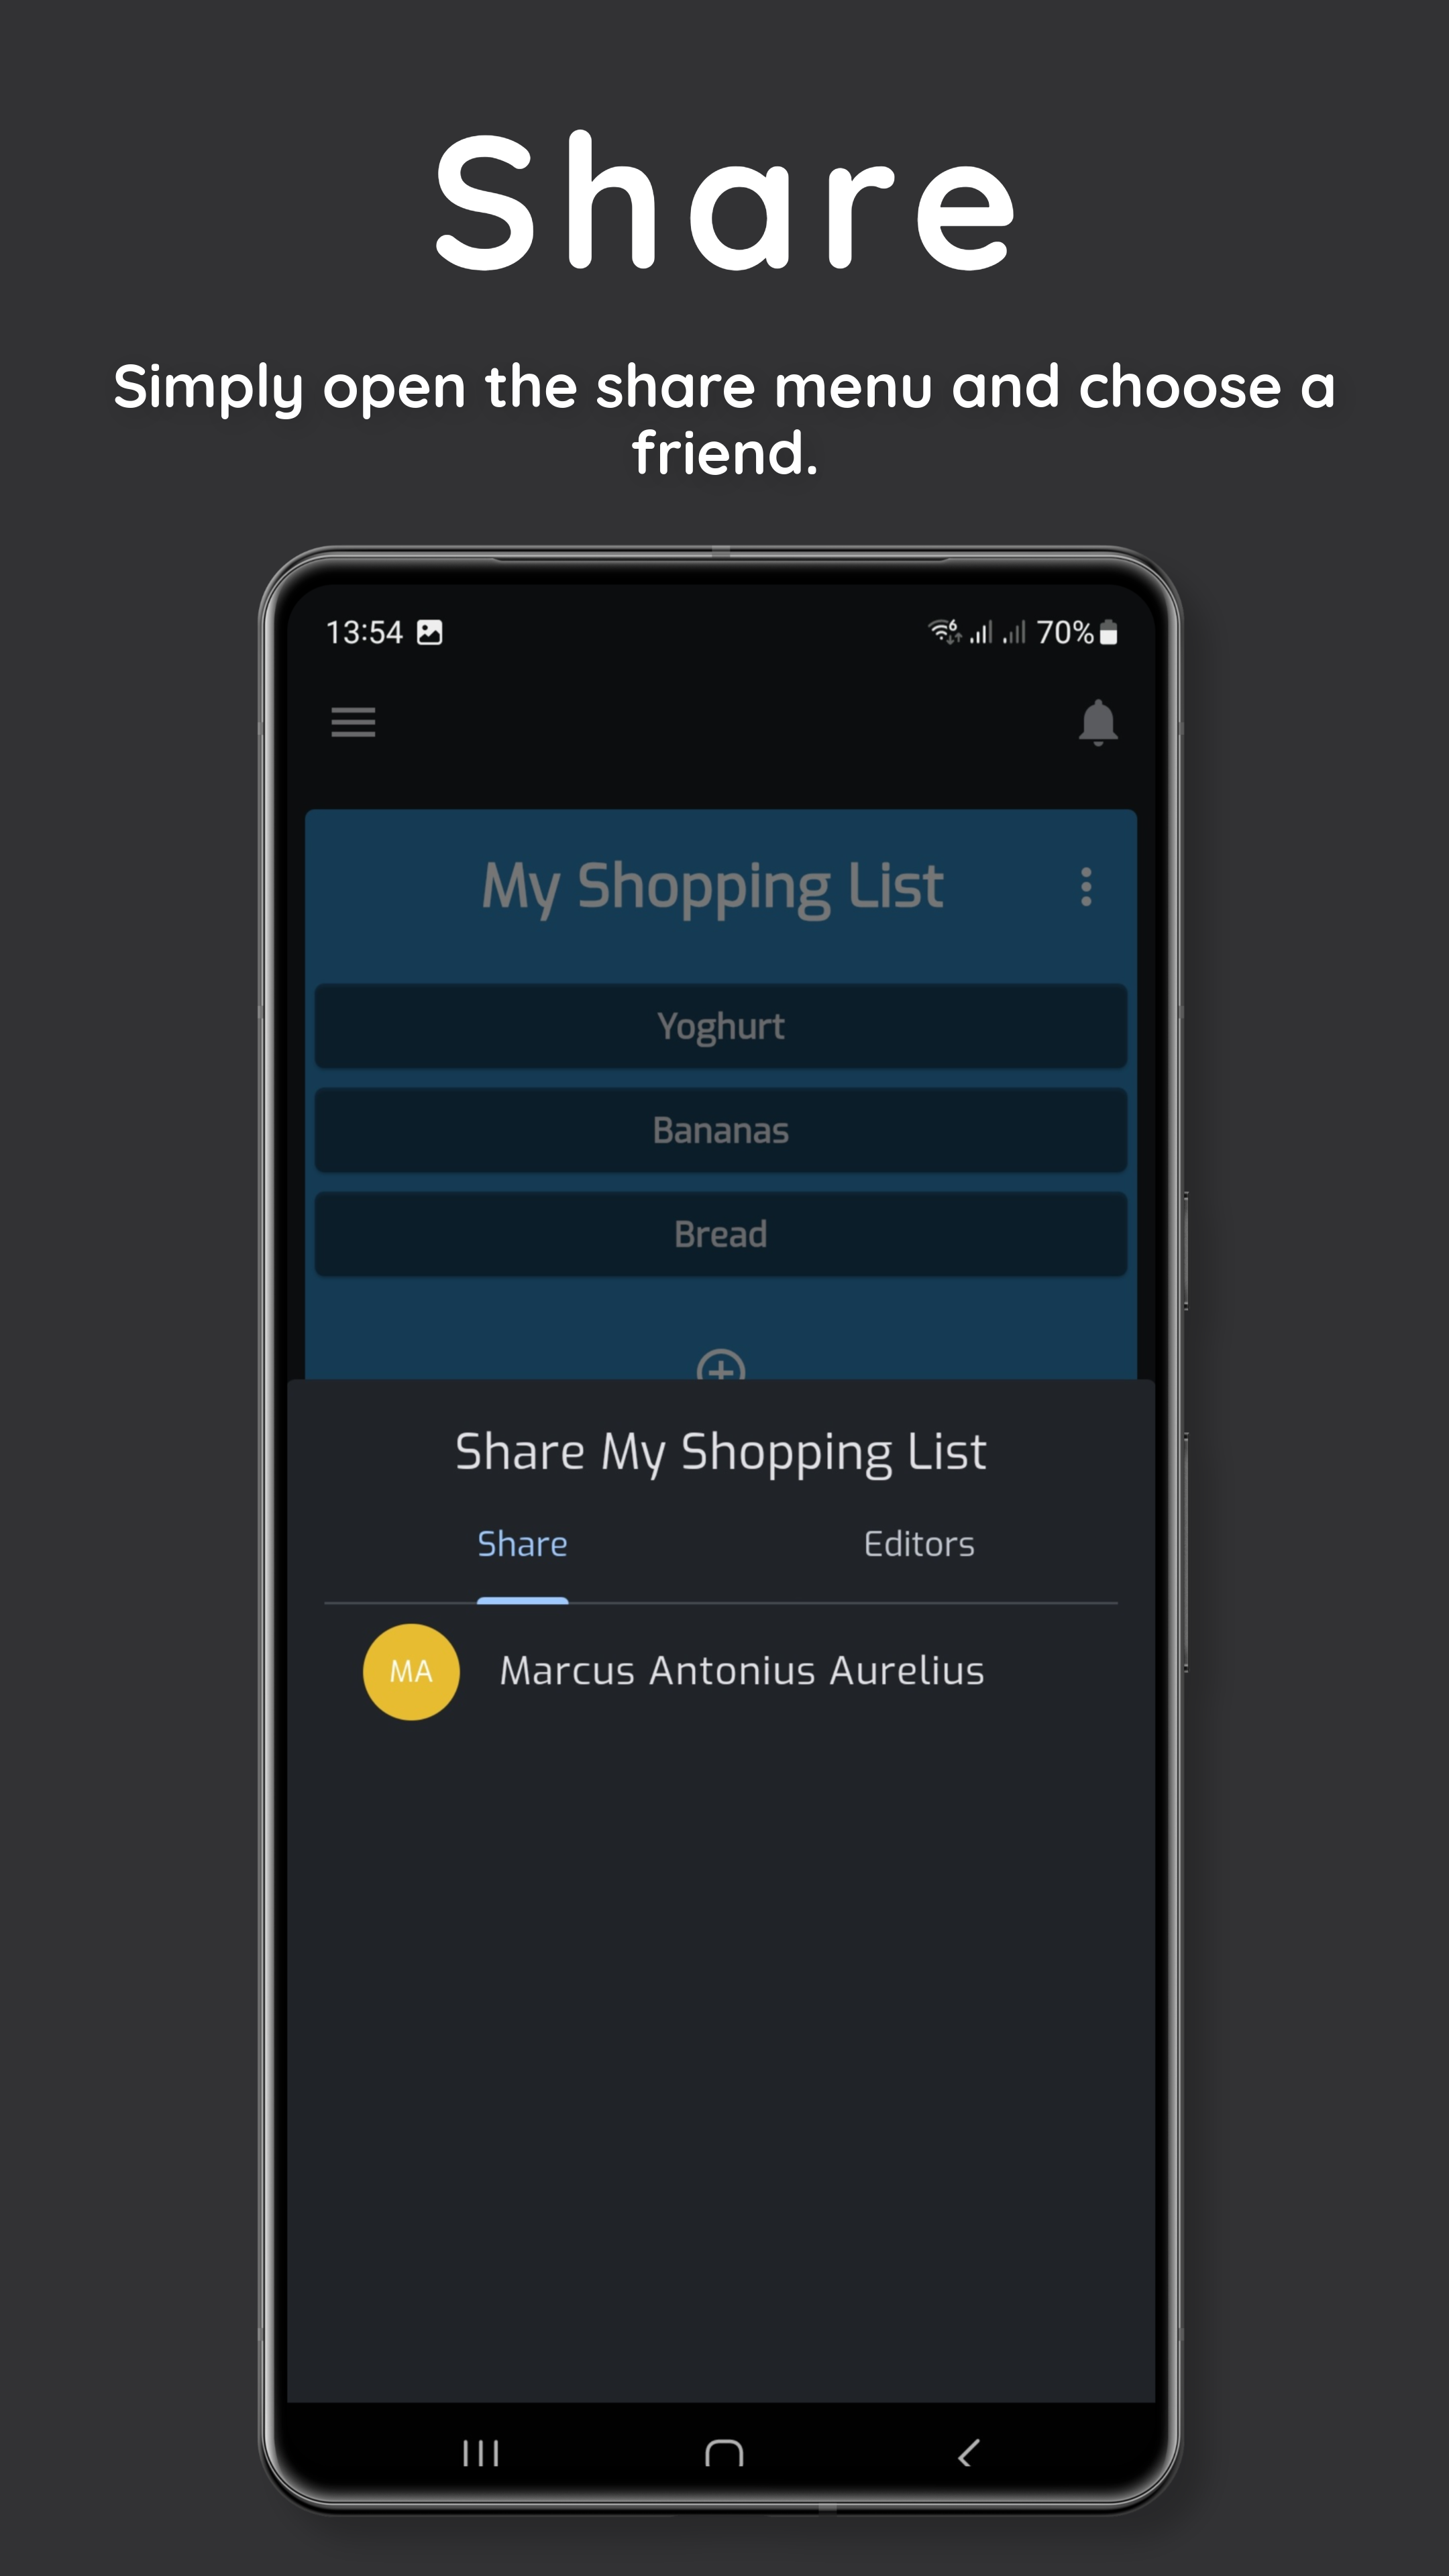 Share
Simply open the share menu and choose a
friend.
13:54 6 70%
My Shopping List
Yoghurt
Bananas
Bread
Share My Shopping List
Share Editors
MA Marcus Antonius Aurelius